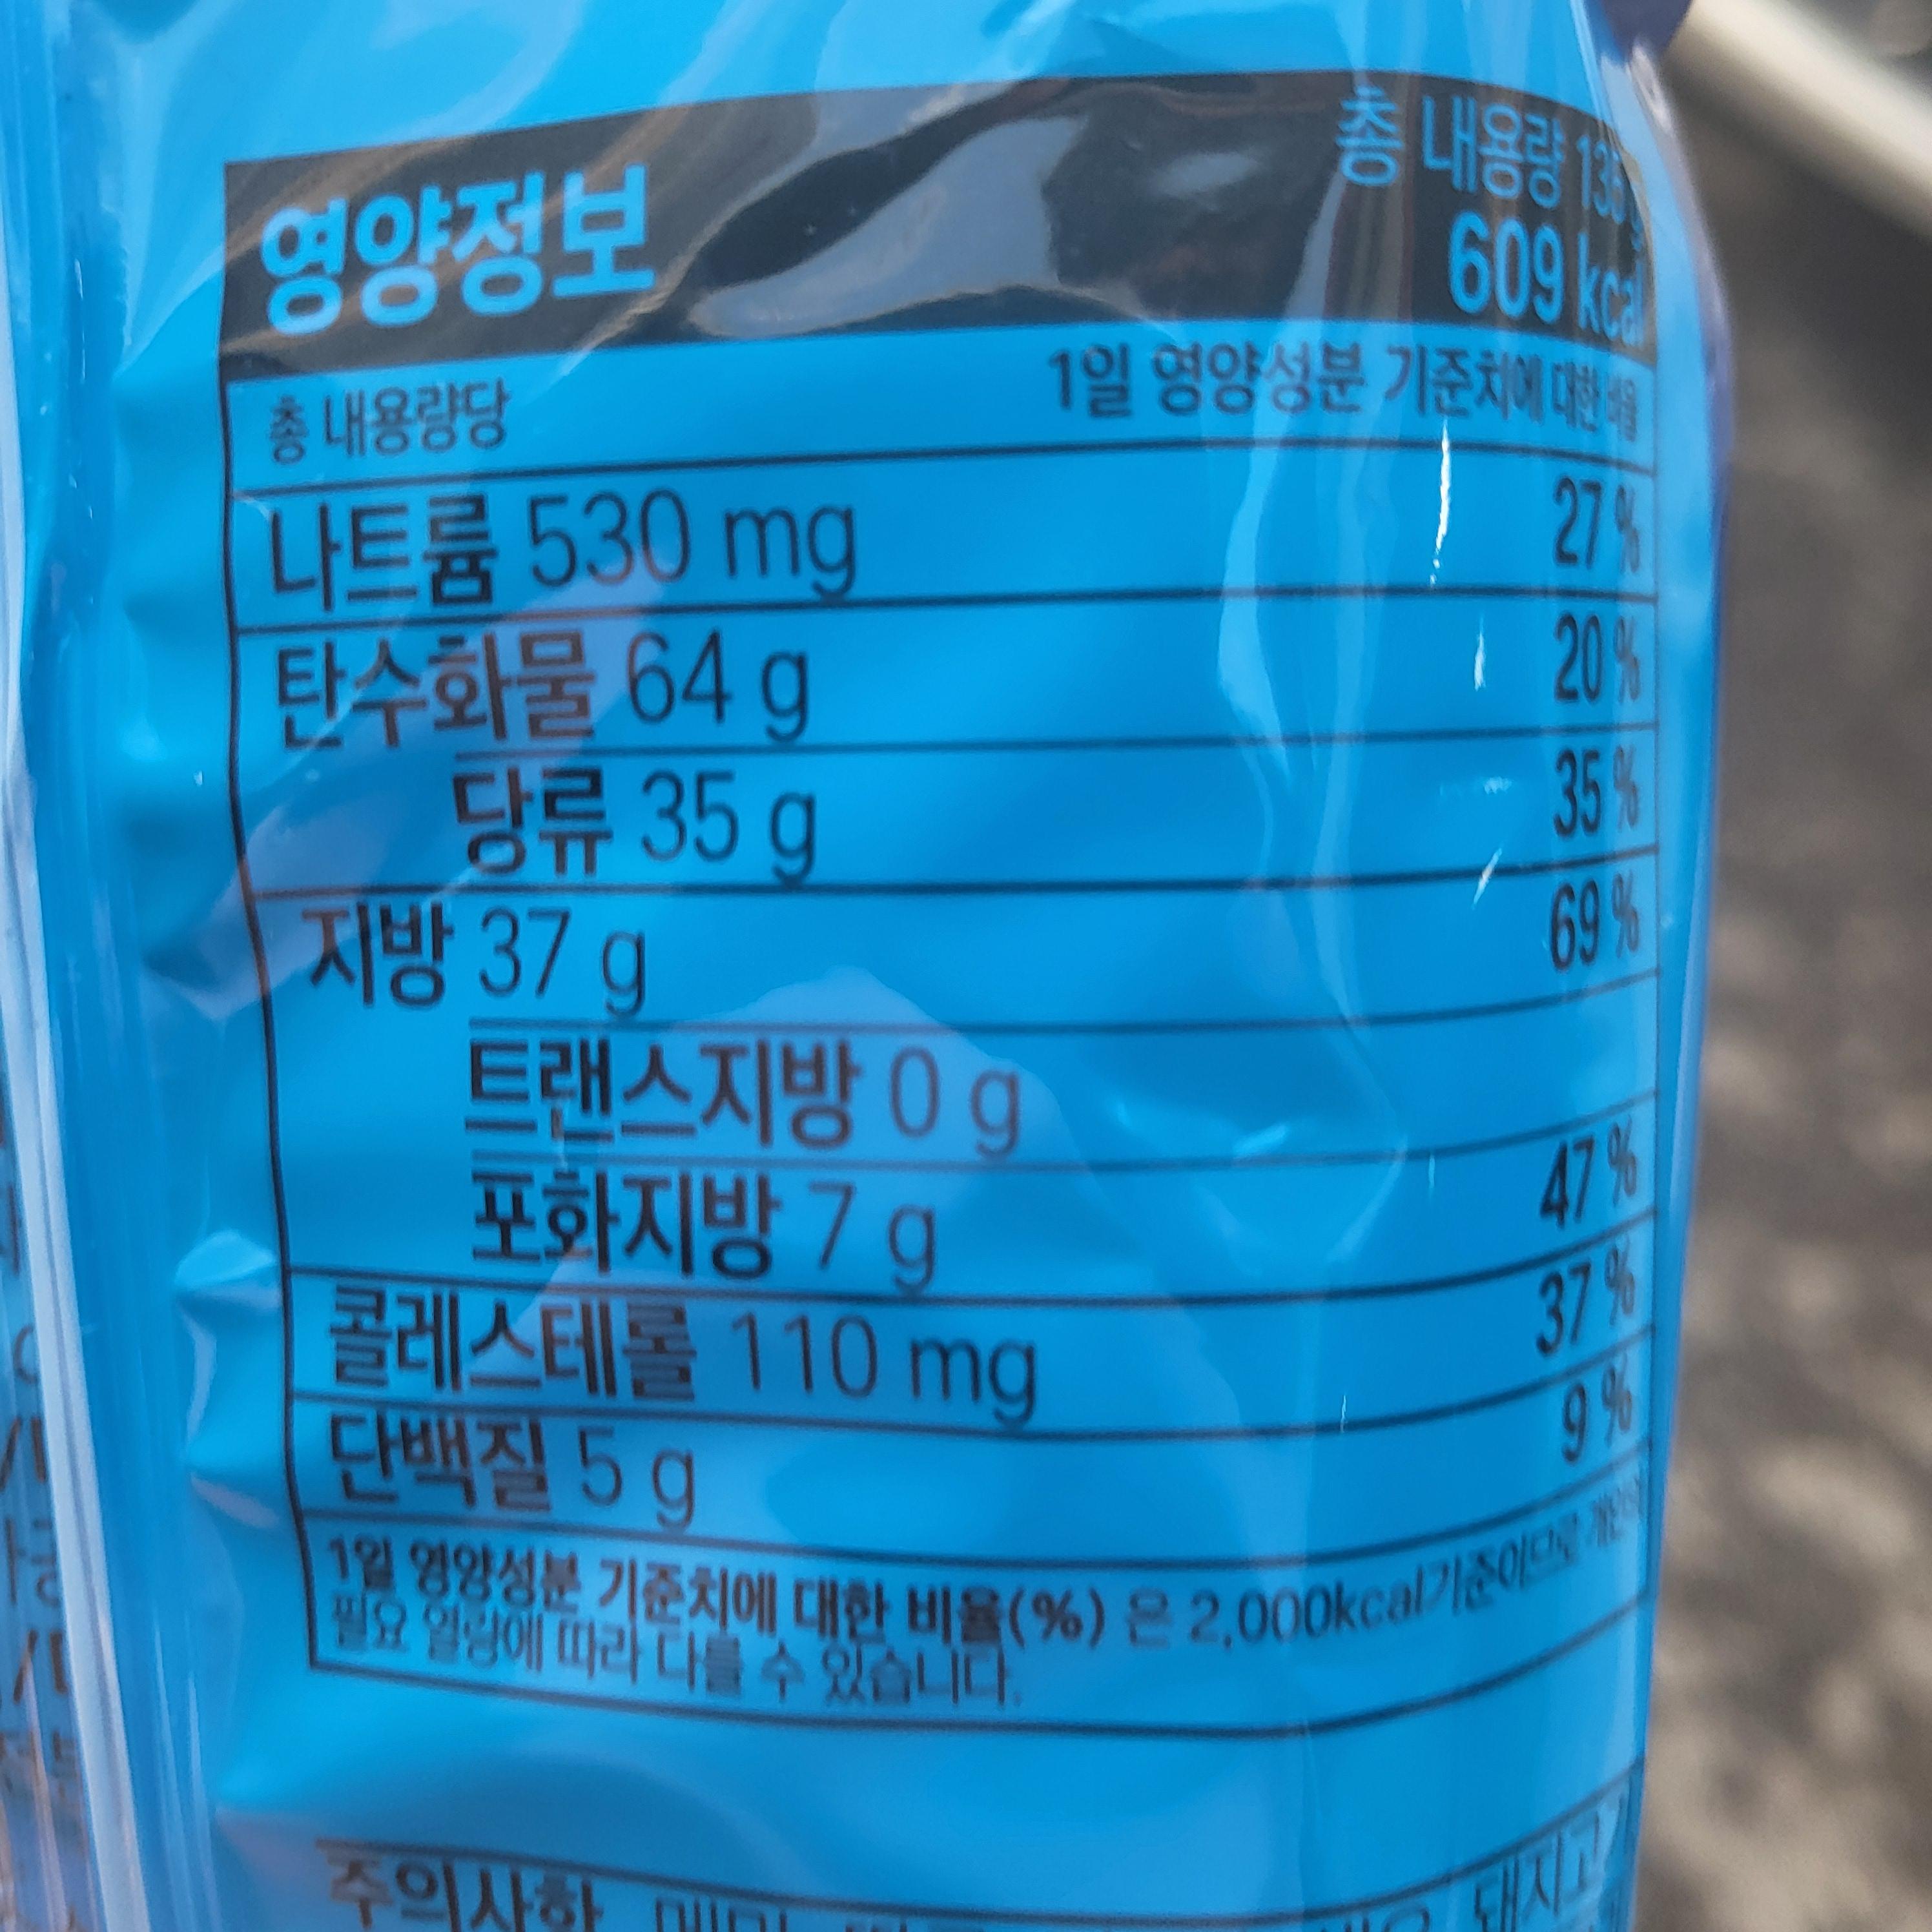 영양정보
총 내용량 135 g
609 kcal
총 내용량당
1일 영양성분 기준치에 대한 비율
나트륨 530 mg 27 %
탄수화물 64 g 20 %
당류 35 g 35 %
지방 37 g 69 %
트랜스지방 0 g
포화지방 7 g 47 %
콜레스테롤 110 mg 37 %
단백질 5 g 9 %
1일 영양성분 기준치에 대한 비율(%) 은 2,000kcal기준이므로
필요 열량에 따라 다를 수 있습니다.
주의사항